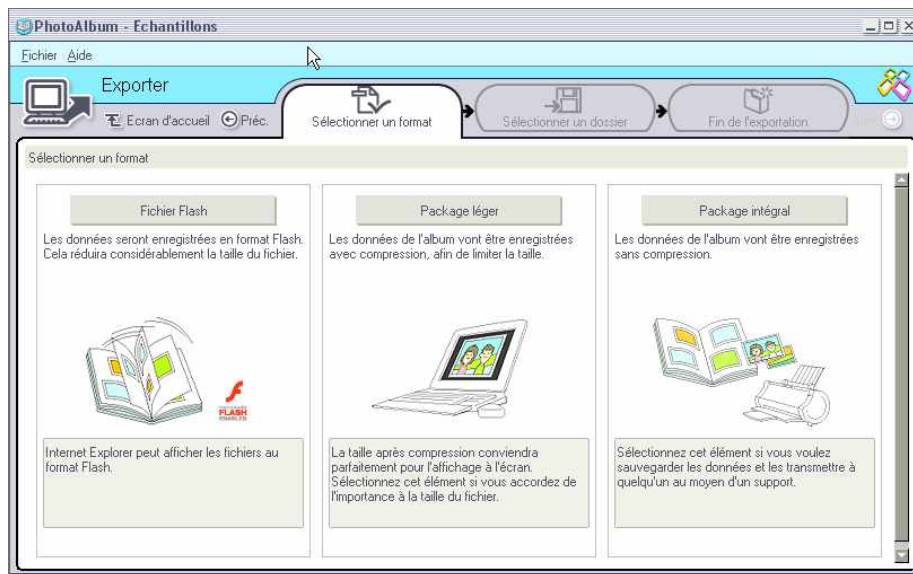 PhotoAlbum - Echantillons
Fichier Aide
Exporter
Ecran d'accueil Préc.
Sélectionner un format
Sélectionner un dossier
Fin de l'exportation
Sélectionner un format
Fichier Flash
Les données seront enregistrées en format Flash.
Cela réduira considérablement la taille du fichier.
FLASH
Internet Explorer peut afficher les fichiers au
format Flash.
Package léger
Les données de l'album vont être enregistrées
avec compression, afin de limiter la taille.
La taille après compression conviendra
parfaitement pour l'affichage à l'écran.
Sélectionnez cet élément si vous accordez de
l'importance à la taille du fichier.
Package intégral
Les données de l'album vont être enregistrées
sans compression.
Sélectionnez cet élément si vous voulez
sauvegarder les données et les transmettre à
quelqu'un au moyen d'un support.